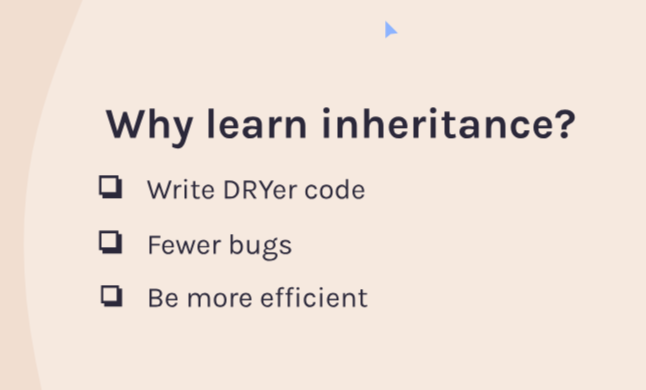 Why learn inheritance?
Write DRYer code
Fewer bugs
Be more efficient